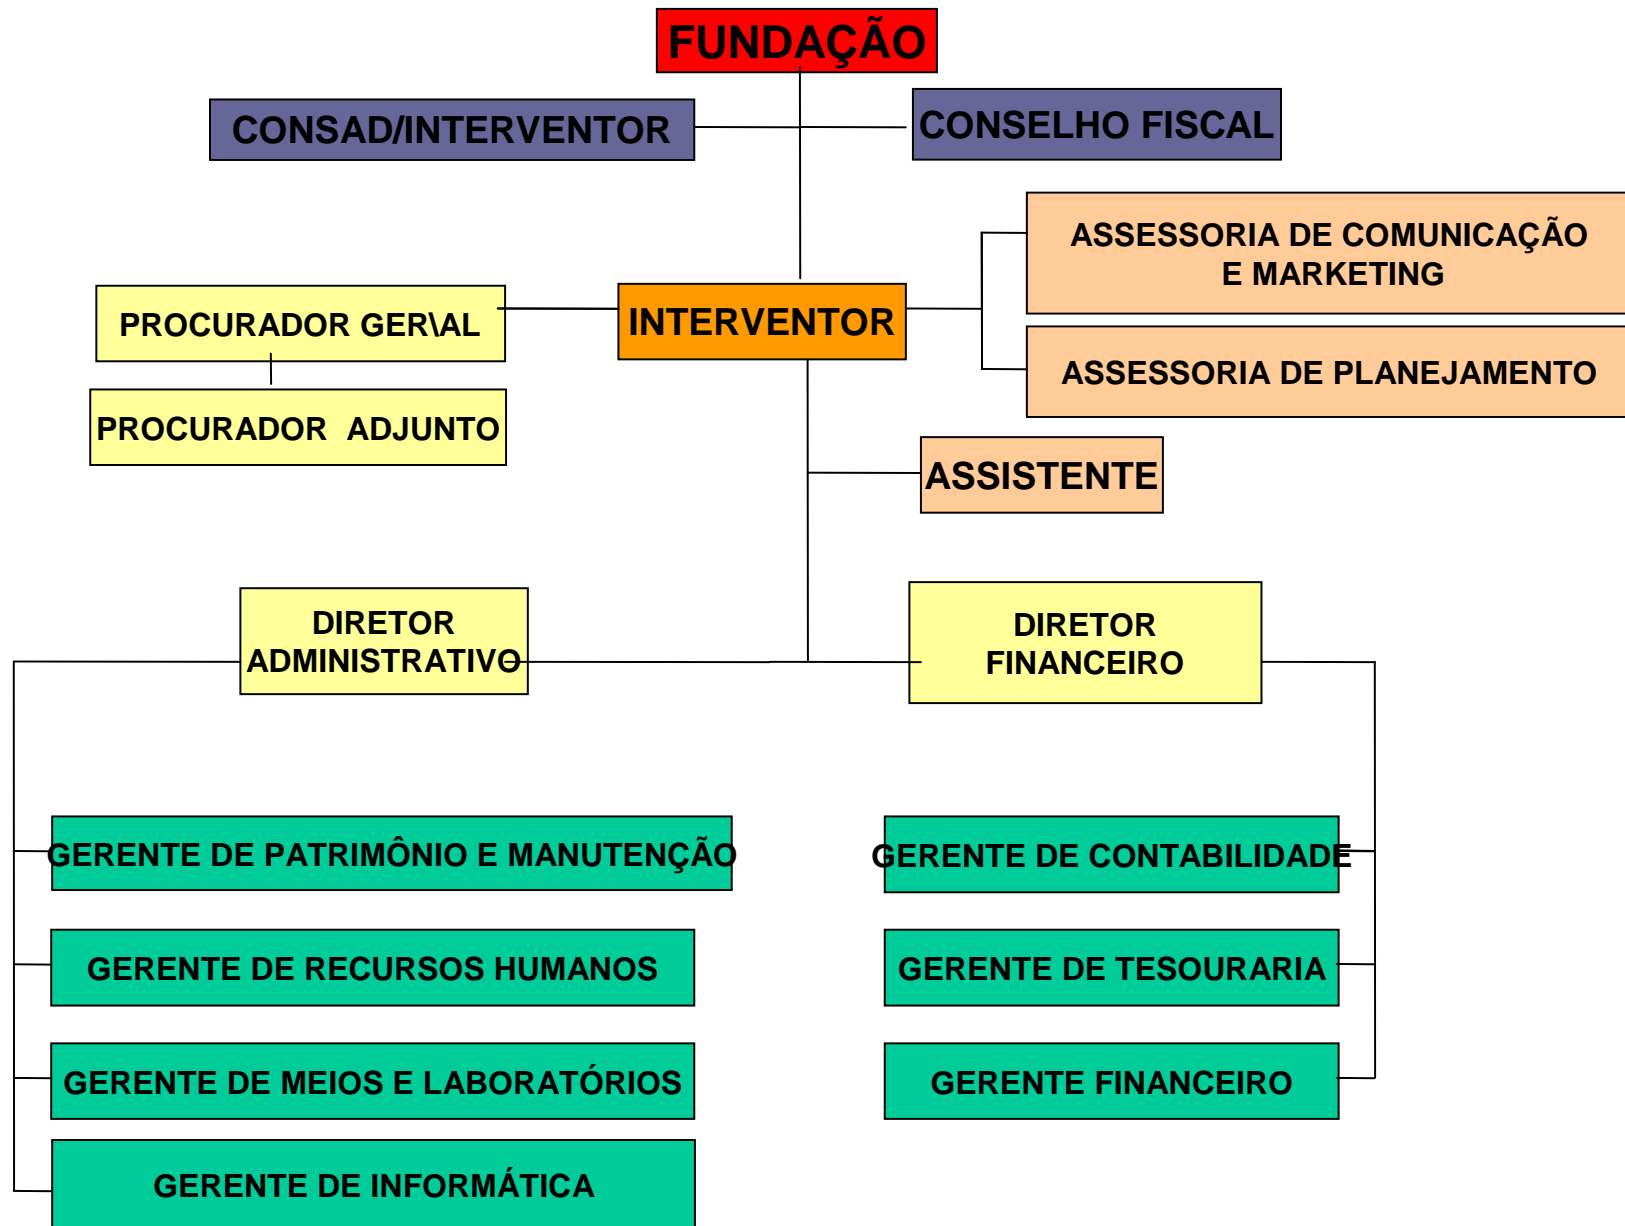 FUNDAÇÃO
CONSAD/INTERVENTOR
CONSELHO FISCAL
ASSESSORIA DE COMUNICAÇÃO
E MARKETING
PROCURADOR GER\AL
INTERVENTOR
ASSESSORIA DE PLANEJAMENTO
PROCURADOR ADJUNTO
ASSISTENTE
DIRETOR
ADMINISTRATIVO
DIRETOR
FINANCEIRO
GERENTE DE PATRIMÔNIO E MANUTENÇÃO
GERENTE DE CONTABILIDADE
GERENTE DE RECURSOS HUMANOS
GERENTE DE TESOURARIA
GERENTE DE MEIOS E LABORATÓRIOS
GERENTE FINANCEIRO
GERENTE DE INFORMÁTICA